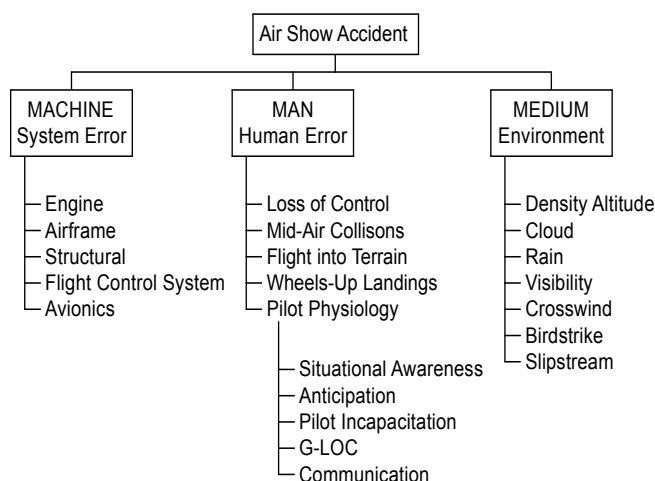 Air Show Accident
MACHINE
System Error
MAN
Human Error
MEDIUM
Environment
Engine
Airframe
Structural
Flight Control System
Avionics
Loss of Control
Mid-Air Collisons
Flight into Terrain
Wheels-Up Landings
Pilot Physiology
Situational Awareness
Anticipation
Pilot Incapacitation
G-LOC
Communication
Density Altitude
Cloud
Rain
Visibility
Crosswind
Birdstrike
Slipstream